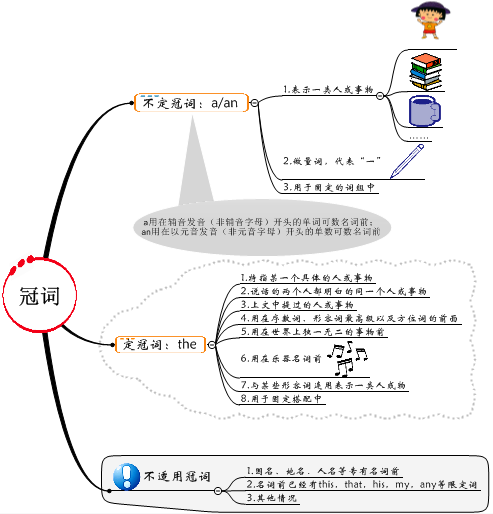 冠词
不定冠词：a/an
1.表示一类人或事物
……
2.做量词，代表“一”
3.用于固定的词组中
a用在辅音发音（非辅音字母）开头的单词可数名词前；
an用在以元音发音（非元音字母）开头的单数可数名词前
定冠词：the
1.特指某一个具体的人或事物
2.说话的两个人都明白的同一个人或事物
3.上文中提过的人或事物
4.用在序数词、形容词最高级以及方位词的前面
5.用在世界上独一无二的事物前
6.用在乐器名词前
7.与某些形容词连用表示一类人或物
8.用于固定搭配中
不适用冠词
1.国名、地名、人名等专有名词前
2.名词前已经有this，that，his，my，any等限定词
3.其他情况